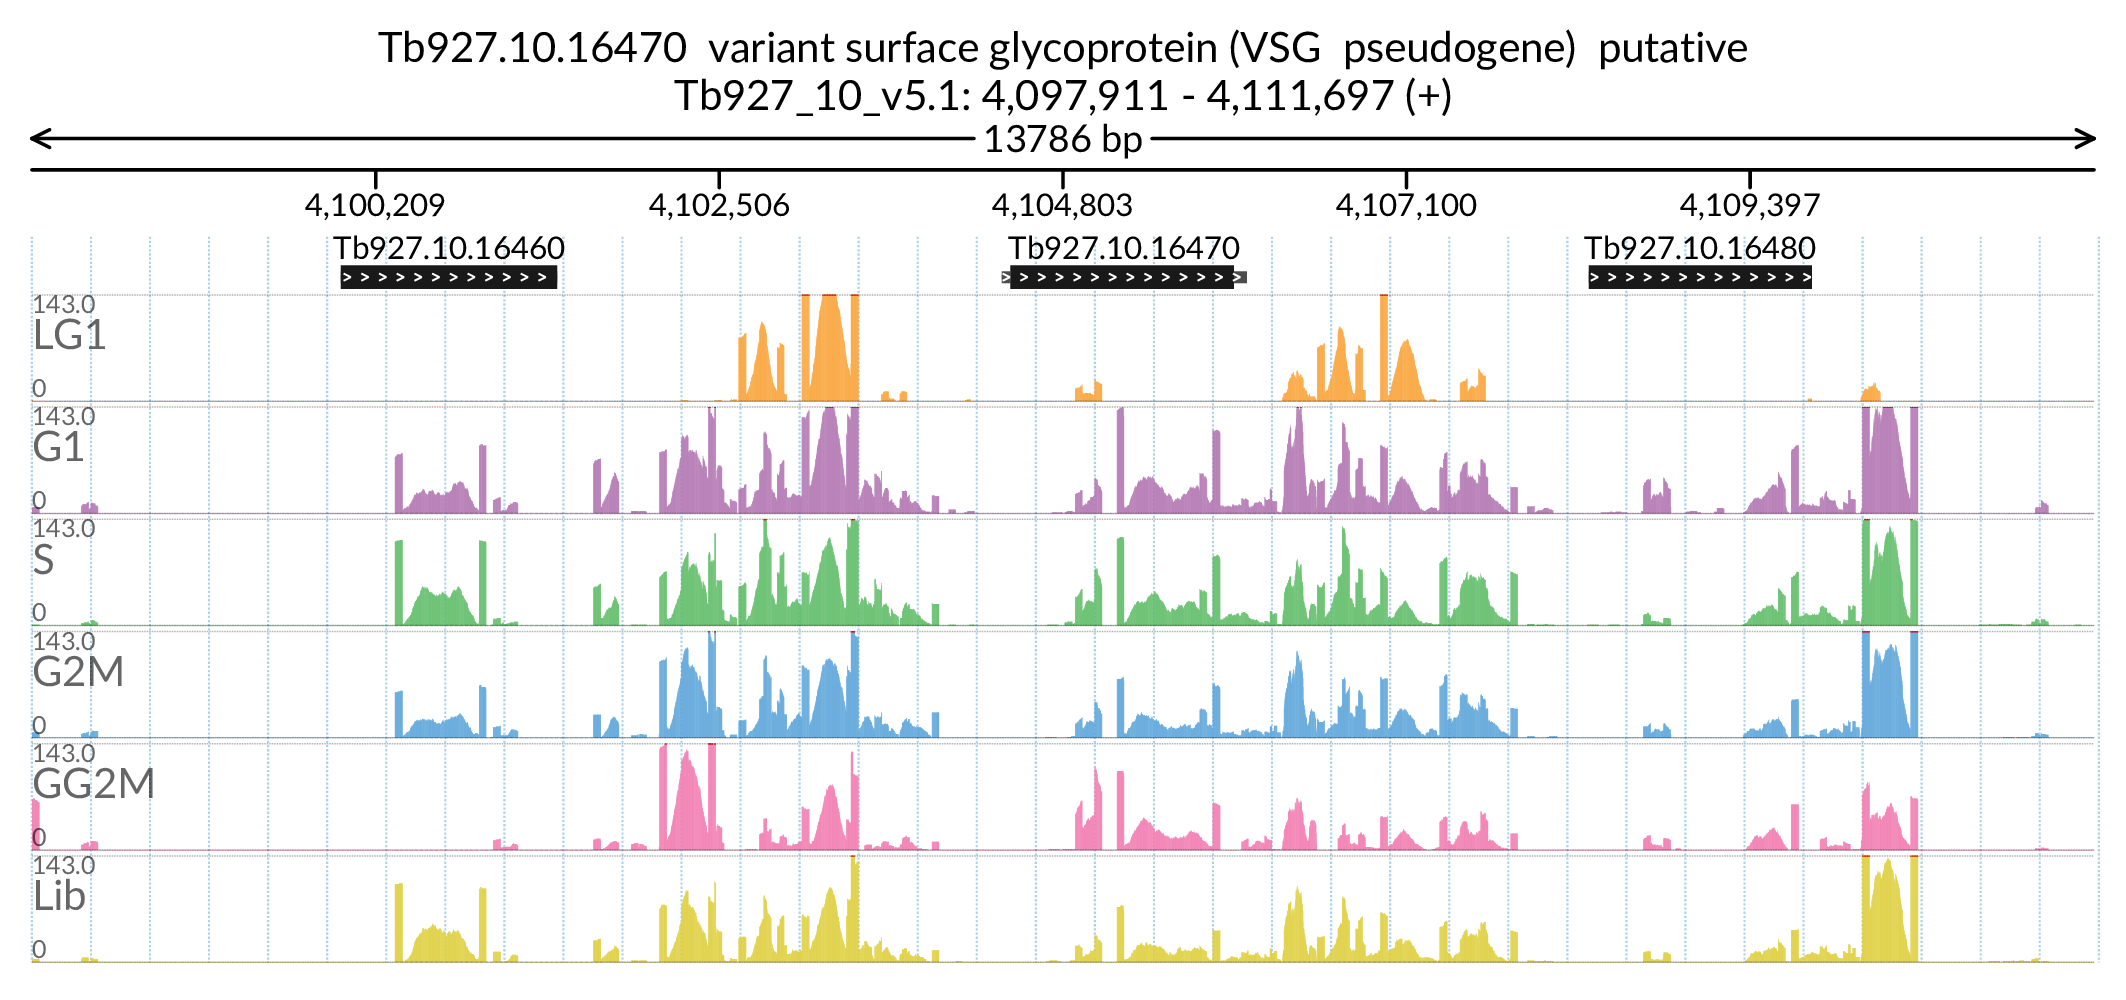 Tb927.10.16470 variant surface glycoprotein (VSG pseudogene) putative
Tb927_10_v5.1: 4,097,911 - 4,111,697 (+)
13786 bp
4,100,209 4,102,506 4,104,803 4,107,100 4,109,397
Tb927.10.16460 Tb927.10.16470 Tb927.10.16480
143.0
LG1
0
143.0
G1
0
143.0
S
0
143.0
G2M
0
143.0
GG2M
0
143.0
Lib
0